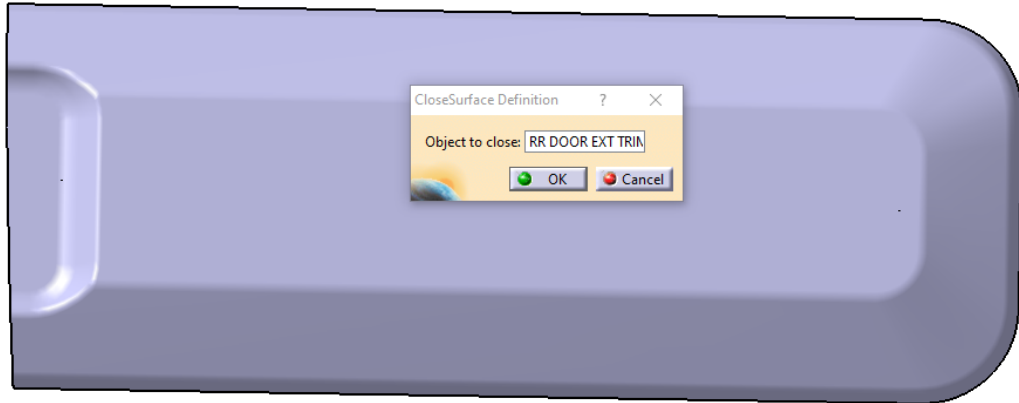 CloseSurface Definition ? ×
Object to close: RR DOOR EXT TRIM
OK Cancel